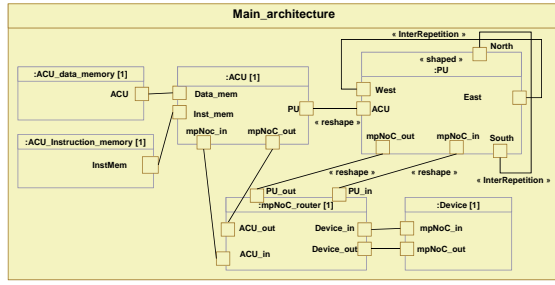 Main_architecture
« InterRepetition »
North
« shaped »
:PU
:ACU_data_memory [1]
:ACU [1]
ACU
Data_mem
West
East
Inst_mem
PU
ACU
« reshape »
mpNoc_in
mpNoC_out
mpNoC_out
mpNoC_in
South
:ACU_Instruction_memory [1]
InstMem
« reshape »
« reshape »
« InterRepetition »
PU_out
PU_in
:mpNoC_router [1]
:Device [1]
ACU_out
Device_in
mpNoC_in
ACU_in
Device_out
mpNoC_out